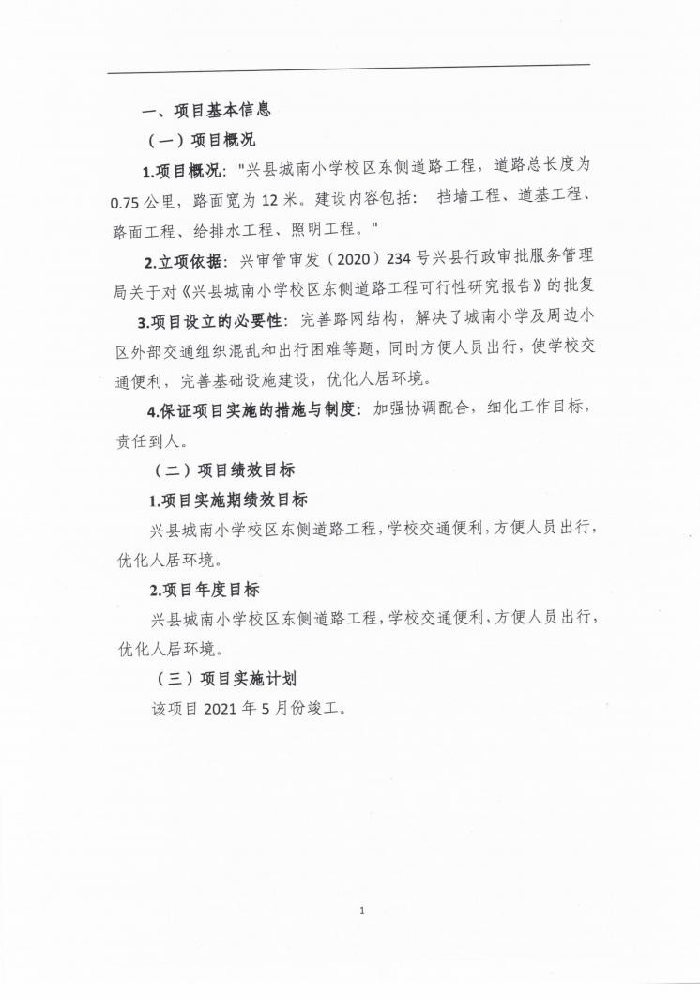 一、项目基本信息
（一）项目概况
1.项目概况："兴县城南小学校区东侧道路工程，道路总长度为
0.75 公里，路面宽为 12 米。建设内容包括： 挡墙工程、道基工程、
路面工程、给排水工程、照明工程。"
2.立项依据：兴审管审发（2020）234 号兴县行政审批服务管理
局关于对《兴县城南小学校区东侧道路工程可行性研究报告》的批复
3.项目设立的必要性：完善路网结构，解决了城南小学及周边小
区外部交通组织混乱和出行困难等题，同时方便人员出行，使学校交
通便利，完善基础设施建设，优化人居环境。
4.保证项目实施的措施与制度：加强协调配合，细化工作目标，
责任到人。
（二）项目绩效目标
1.项目实施期绩效目标
兴县城南小学校区东侧道路工程,学校交通便利,方便人员出行，
优化人居环境。
2.项目年度目标
兴县城南小学校区东侧道路工程,学校交通便利,方便人员出行，
优化人居环境。
（三）项目实施计划
该项目 2021 年 5 月份竣工。
1